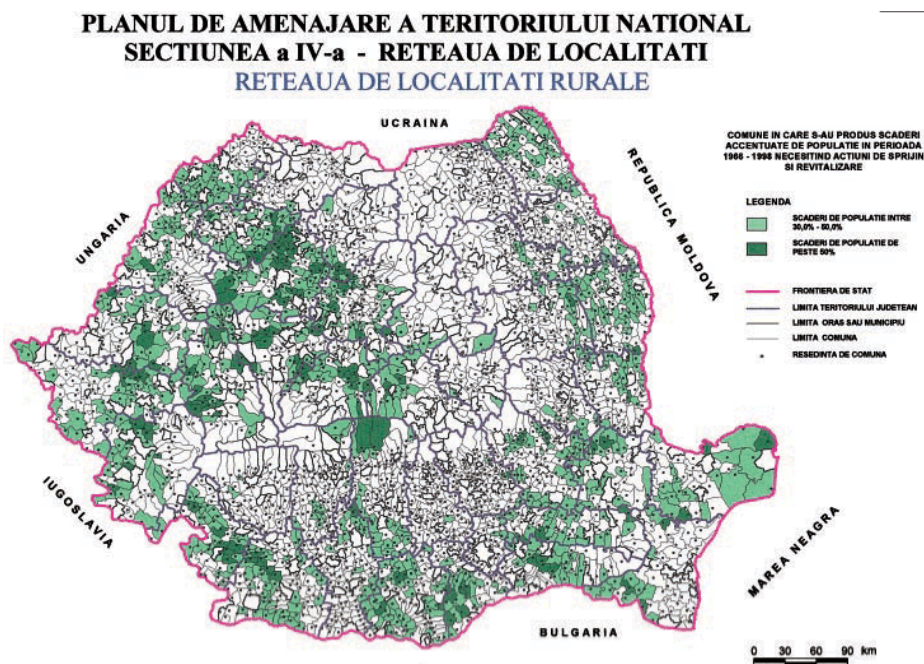 PLANUL DE AMENAJARE A TERITORIULUI NATIONAL
SECTIUNEA a IV-a - RETEAUA DE LOCALITATI
RETEAUA DE LOCALITATI RURALE
UCRAINA
REPUBLICA MOLDOVA
UNGARIA
IUGOSLAVIA
BULGARIA
MAREA NEAGRA
COMUNE IN CARE S-AU PRODUS SCADERI
ACCENTUATE DE POPULATIE IN PERIOADA
1966 - 1998 NECESITIND ACTIUNI DE SPRIJIN
SI REVITALIZARE
LEGENDA
SCADERI DE POPULATIE INTRE
30,0% - 50,0%
SCADERI DE POPULATIE DE
PESTE 50%
FRONTIERA DE STAT
LIMITA TERITORIULUI JUDETEAN
LIMITA ORAS SAU MUNICIPIU
LIMITA COMUNA
RESEDINTA DE COMUNA
0 30 60 90 km